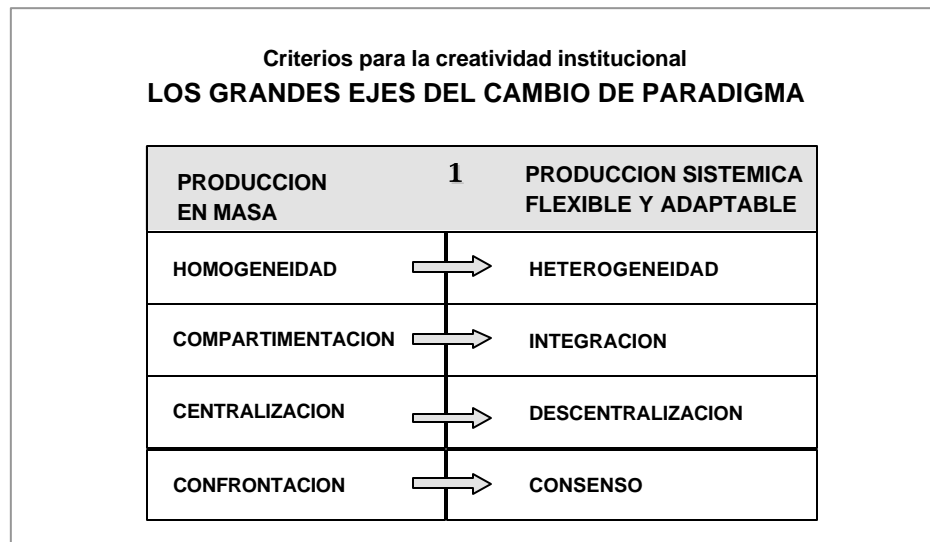 Criterios para la creatividad institucional
LOS GRANDES EJES DEL CAMBIO DE PARADIGMA
PRODUCCION
EN MASA
1
PRODUCCION SISTEMICA
FLEXIBLE Y ADAPTABLE
HOMOGENEIDAD
HETEROGENEIDAD
COMPARTIMENTACION
INTEGRACION
CENTRALIZACION
DESCENTRALIZACION
CONFRONTACION
CONSENSO